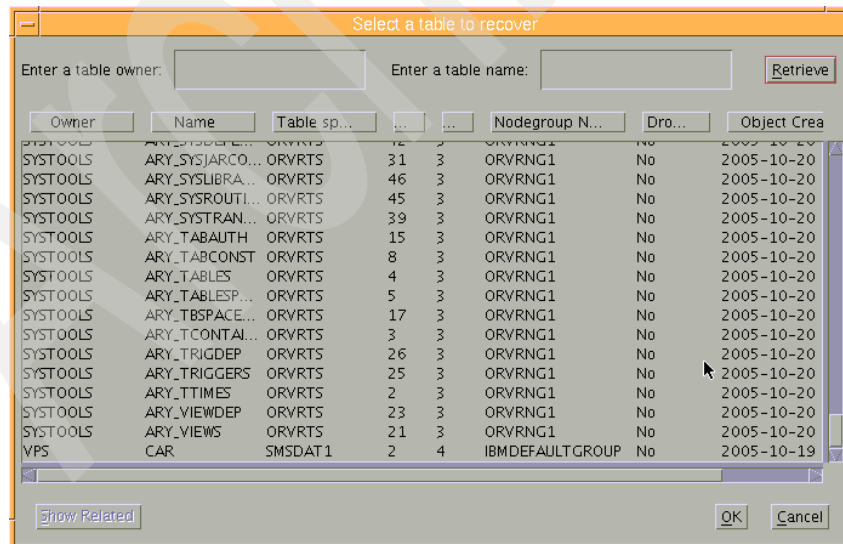 Select a table to recover
Enter a table owner: Enter a table name: Retrieve
Owner Name Table sp... ... ... Nodegroup N... Dro... Object Crea
SYSTOOLS ARY_SYSJARCO... ORVRTS 31 3 ORVRNG1 No 2005-10-20
SYSTOOLS ARY_SYSLIBRA... ORVRTS 46 3 ORVRNG1 No 2005-10-20
SYSTOOLS ARY_SYSROUTI... ORVRTS 45 3 ORVRNG1 No 2005-10-20
SYSTOOLS ARY_SYSTRAN... ORVRTS 39 3 ORVRNG1 No 2005-10-20
SYSTOOLS ARY_TABAUTH ORVRTS 15 3 ORVRNG1 No 2005-10-20
SYSTOOLS ARY_TABCONST ORVRTS 8 3 ORVRNG1 No 2005-10-20
SYSTOOLS ARY_TABLES ORVRTS 4 3 ORVRNG1 No 2005-10-20
SYSTOOLS ARY_TABLESP... ORVRTS 5 3 ORVRNG1 No 2005-10-20
SYSTOOLS ARY_TBSPACE... ORVRTS 17 3 ORVRNG1 No 2005-10-20
SYSTOOLS ARY_TCONTAI... ORVRTS 3 3 ORVRNG1 No 2005-10-20
SYSTOOLS ARY_TRIGDEP ORVRTS 26 3 ORVRNG1 No 2005-10-20
SYSTOOLS ARY_TRIGGERS ORVRTS 25 3 ORVRNG1 No 2005-10-20
SYSTOOLS ARY_TTIMES ORVRTS 2 3 ORVRNG1 No 2005-10-20
SYSTOOLS ARY_VIEWDEP ORVRTS 23 3 ORVRNG1 No 2005-10-20
SYSTOOLS ARY_VIEWS ORVRTS 21 3 ORVRNG1 No 2005-10-20
VPS CAR SMSDAT1 2 4 IBMDEFAULTGROUP No 2005-10-19
Show Related OK Cancel